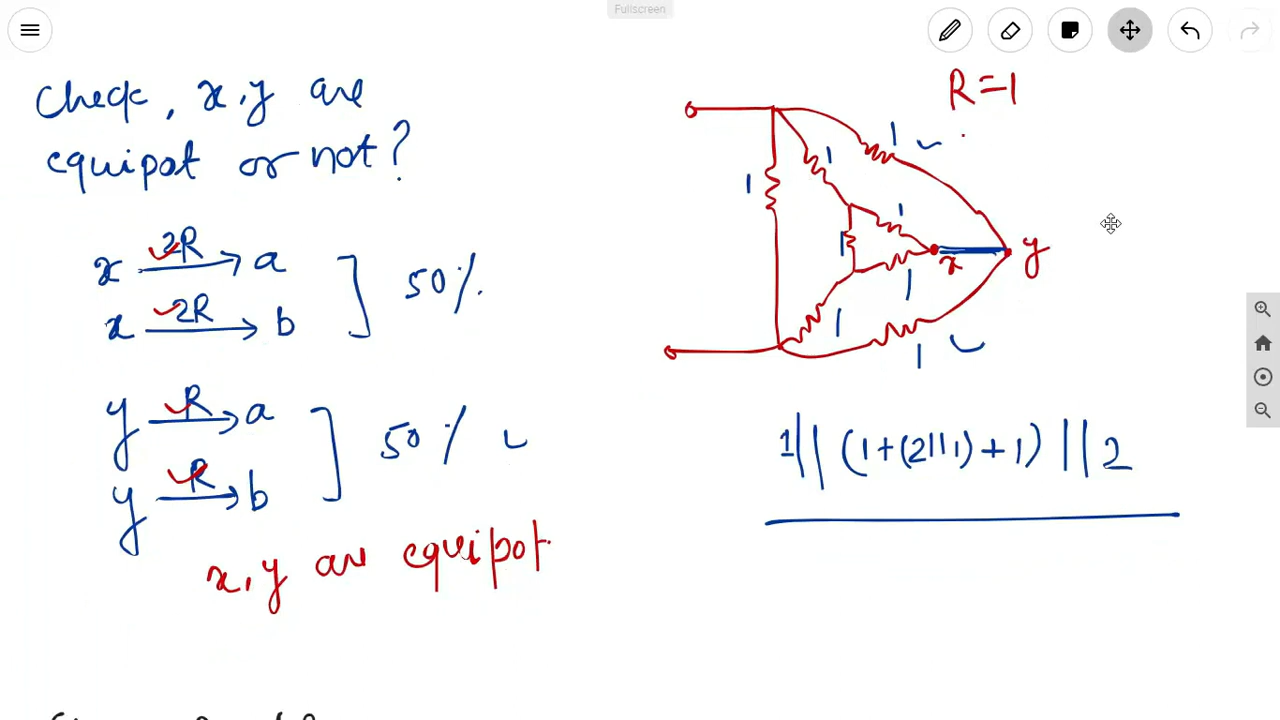 Fullscreen
Check, x,y are
equipot or not?
x 2R→ a
x 2R→ b
] 50%.
y R→ a
y R→ b
] 50%
x,y are equipot.
R=1
1
1
1
1
1
x
y
1
1
1
1||(1+(2||1)+1)||2